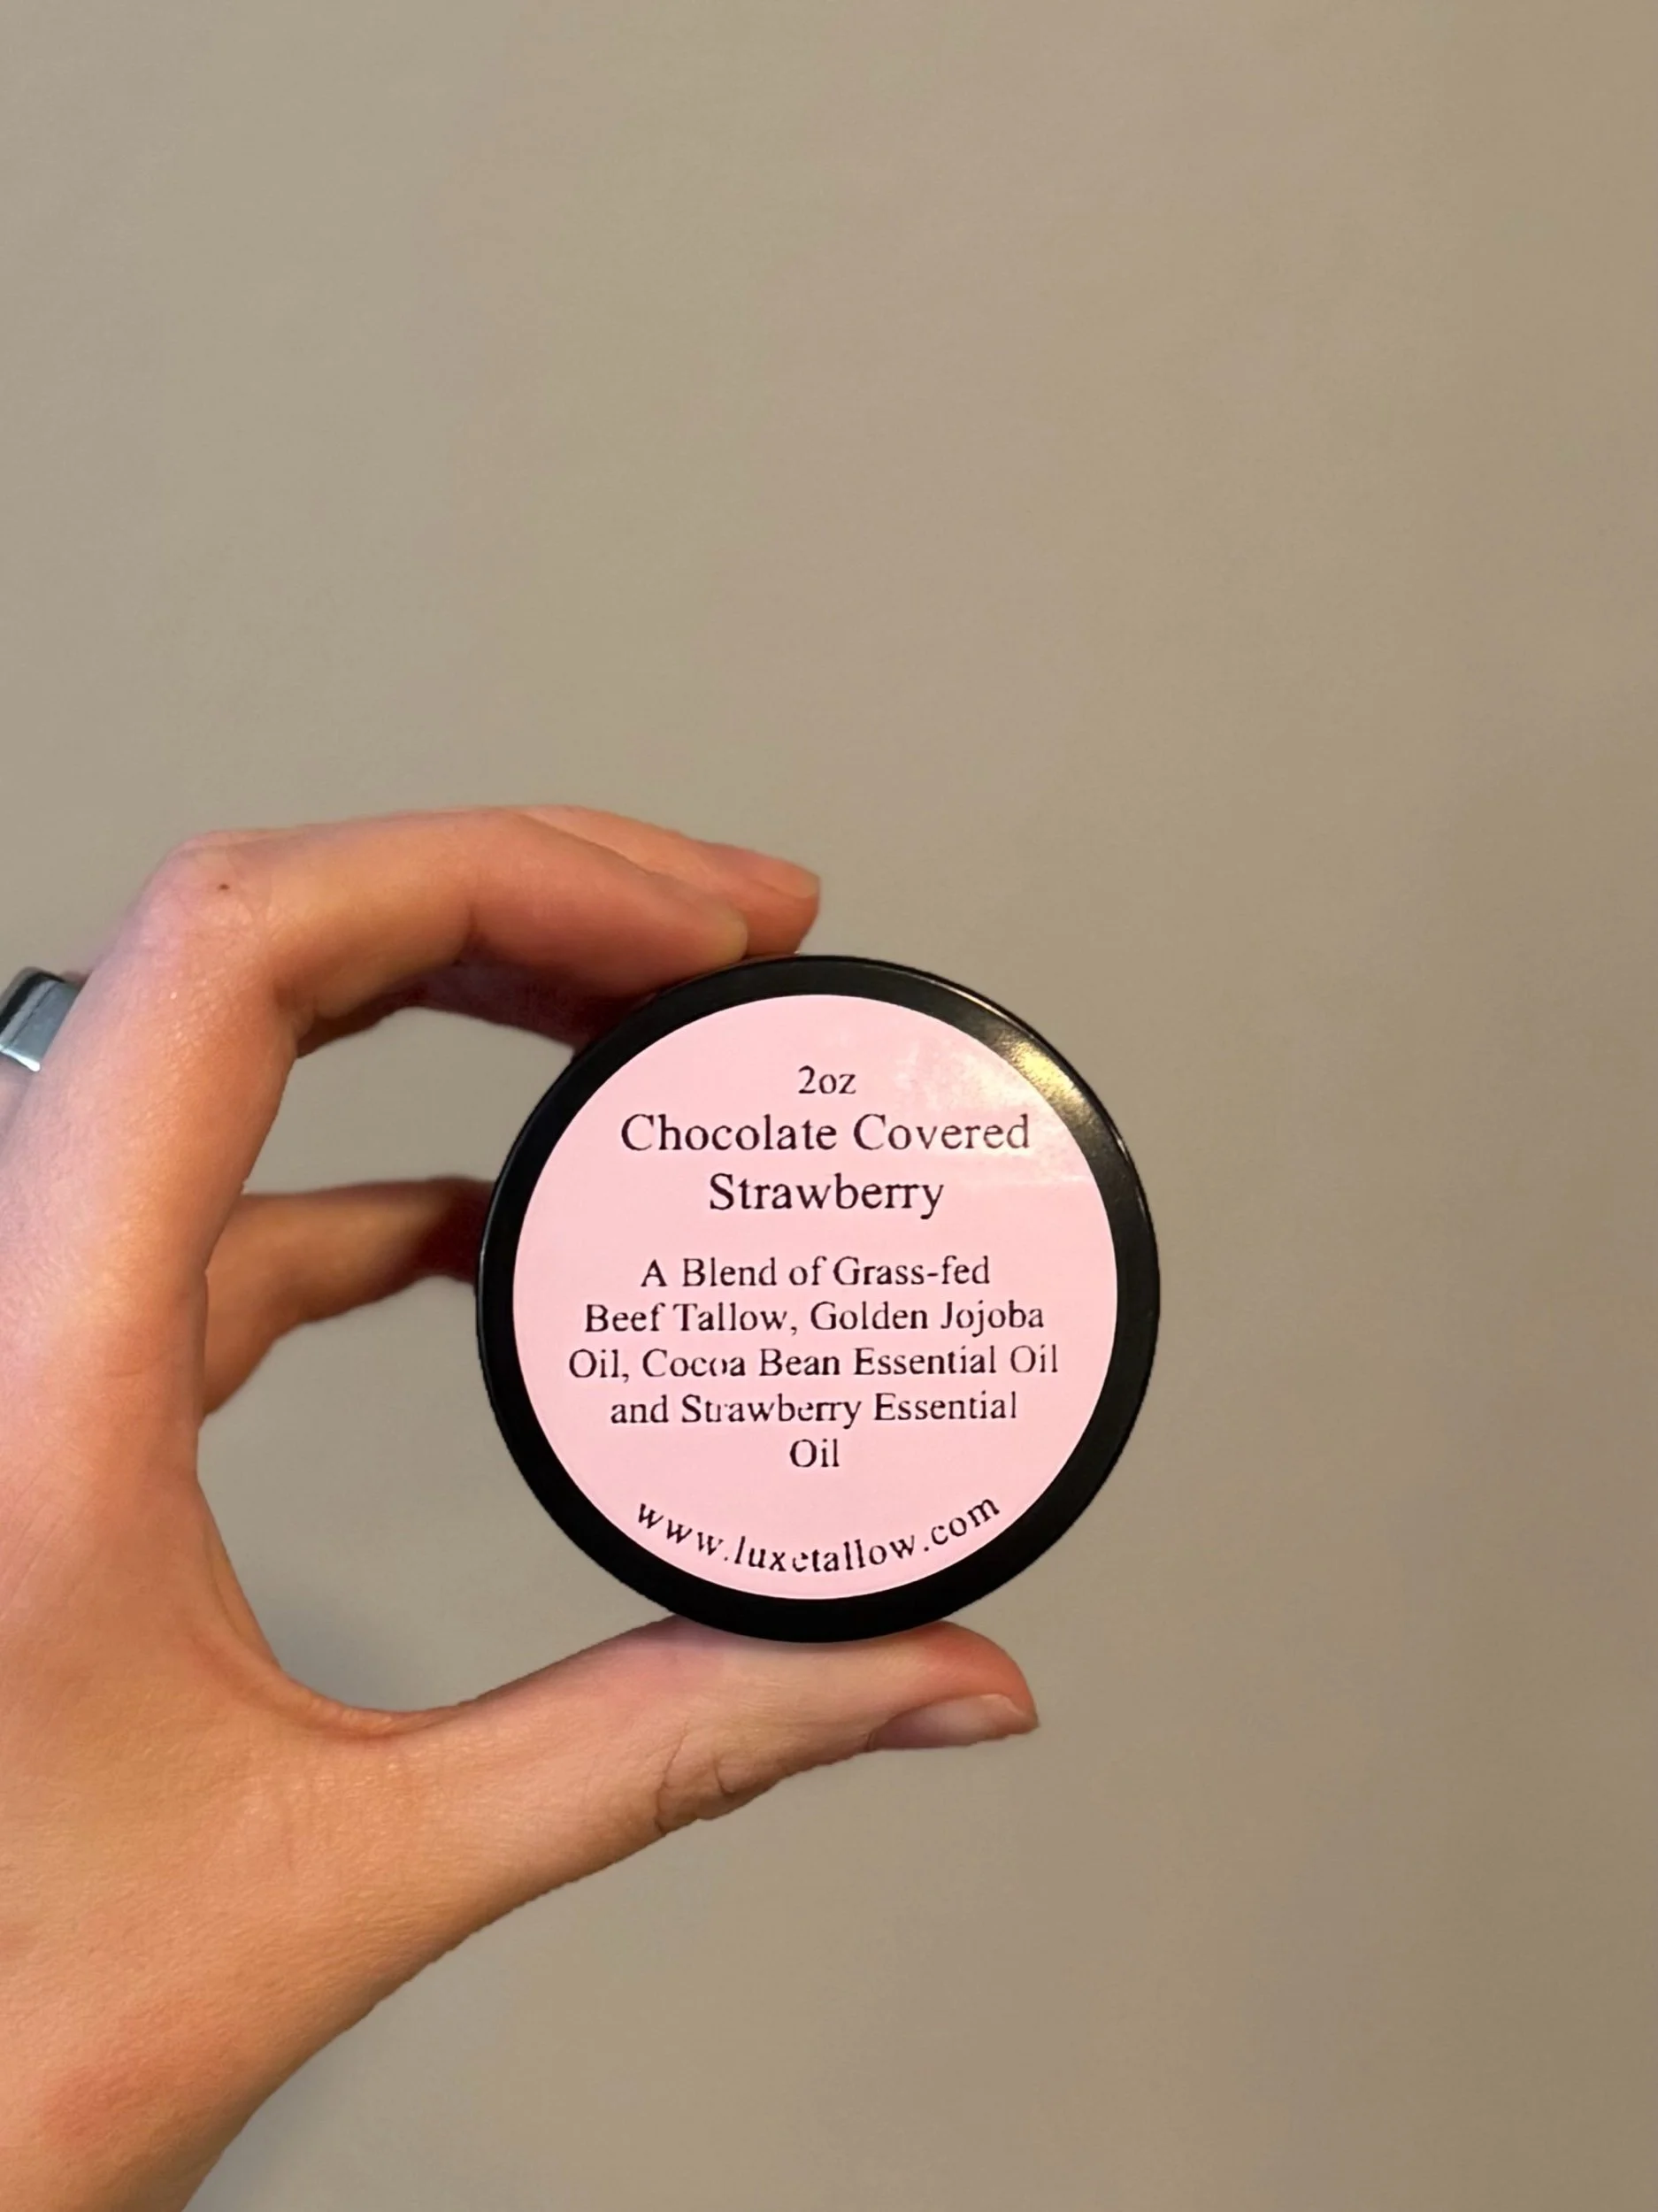 2oz
Chocolate Covered
Strawberry
A Blend of Grass-fed
Beef Tallow, Golden Jojoba
Oil, Cocoa Bean Essential Oil
and Strawberry Essential
Oil
www.luxetallow.com